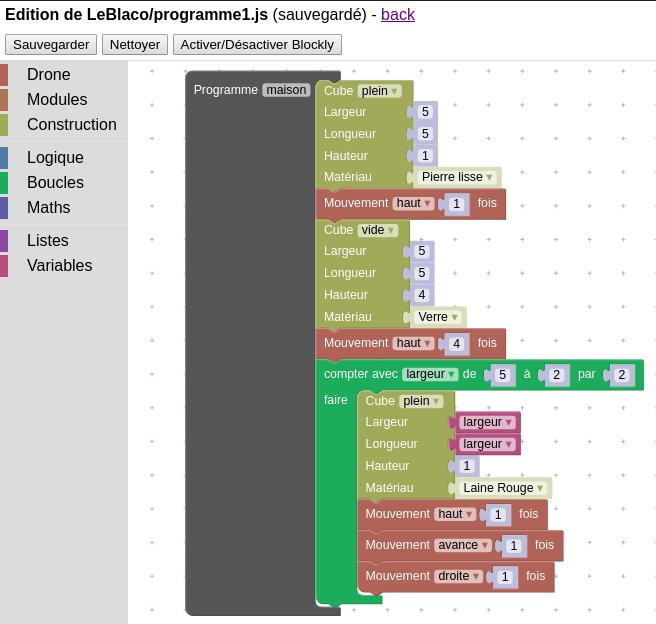 Edition de LeBlaco/programme1.js (sauvegardé) - back
Sauvegarder Nettoyer Activer/Désactiver Blockly
Drone
Modules
Construction
Logique
Boucles
Maths
Listes
Variables
Programme maison
Cube plein
Largeur 5
Longueur 5
Hauteur 1
Matériau Pierre lisse
Mouvement haut 1 fois
Cube vide
Largeur 5
Longueur 5
Hauteur 4
Matériau Verre
Mouvement haut 4 fois
compter avec largeur de 5 à 2 par 2
faire
Cube plein
Largeur largeur
Longueur largeur
Hauteur 1
Matériau Laine Rouge
Mouvement haut 1 fois
Mouvement avance 1 fois
Mouvement droite 1 fois